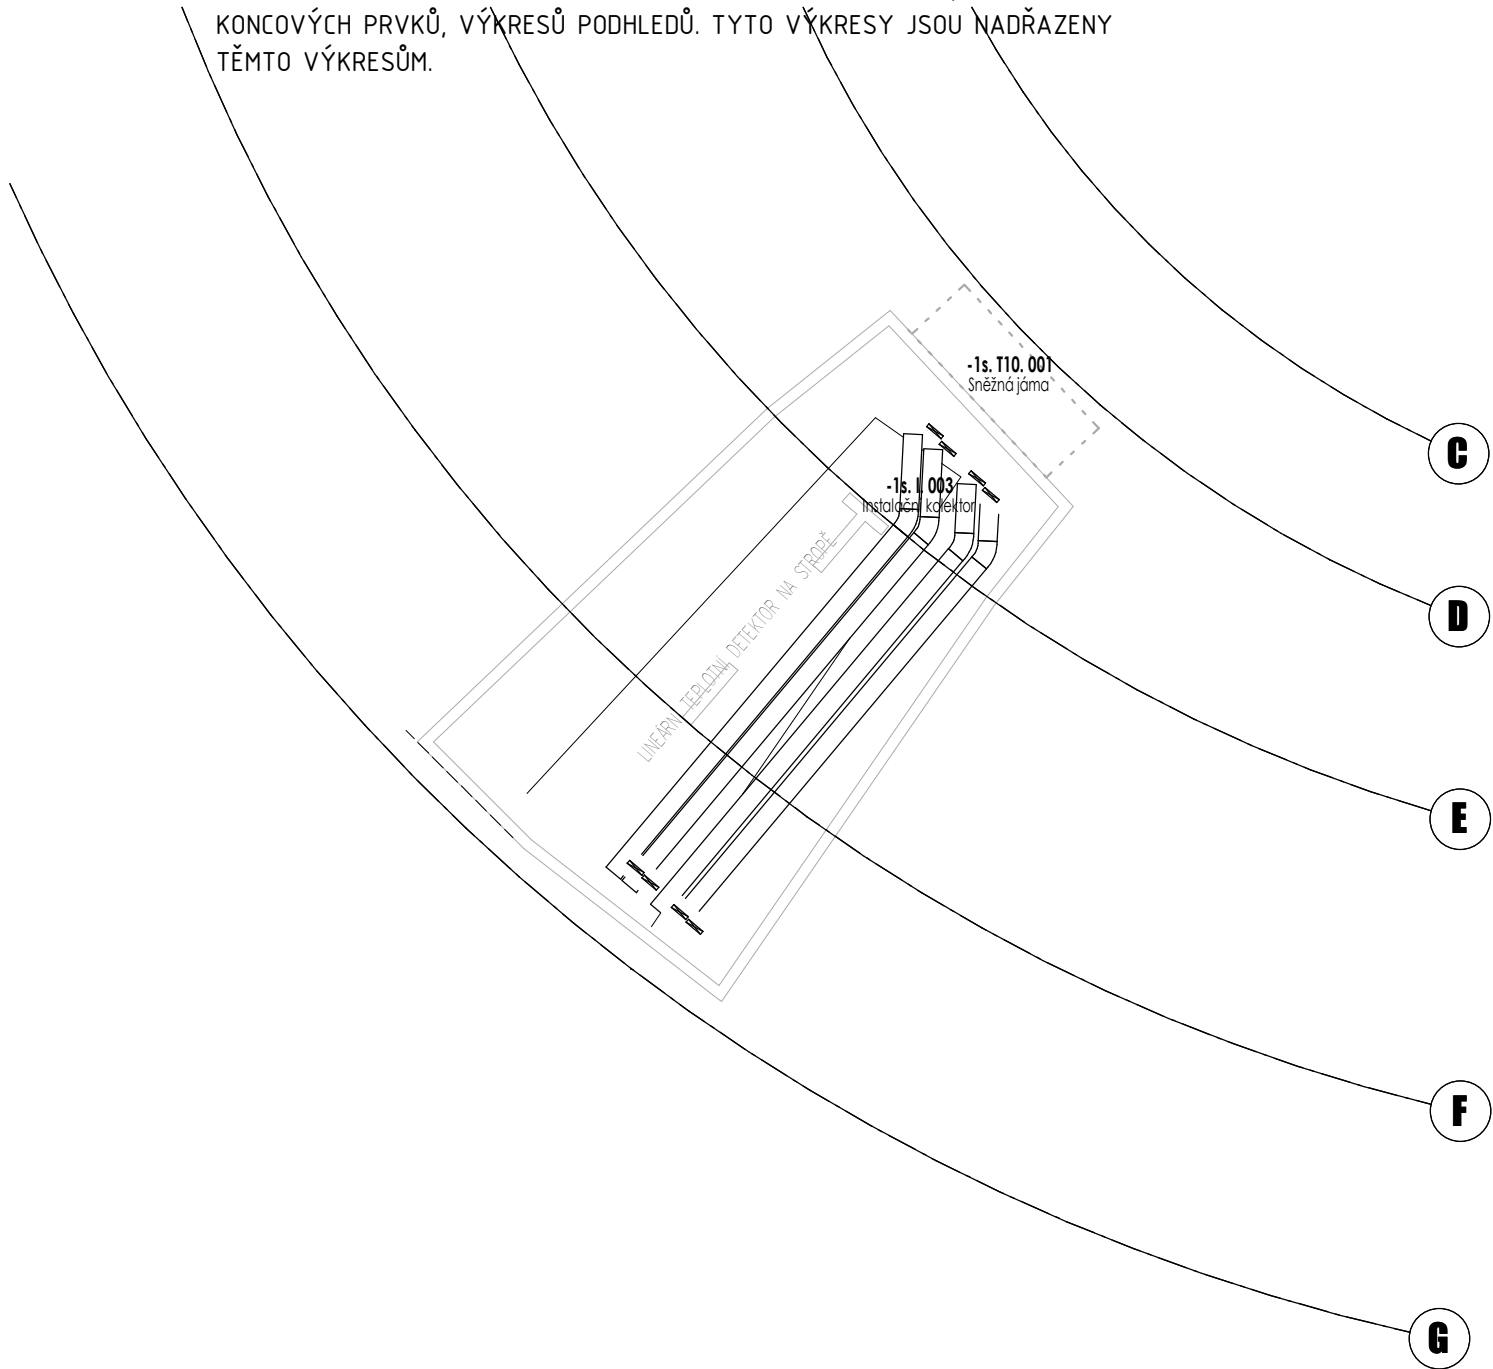 KONCOVÝCH PRVKŮ, VÝKRESŮ PODHLEDŮ. TYTO VÝKRESY JSOU NADŘAZENY
TĚMTO VÝKRESŮM.
-1s. T10. 001
Sněžná jáma
C
-1s. I. 003
Instalační kolektor
LINEÁRNÍ TEPLOTNÍ DETEKTOR NA STROPĚ
D
E
F
G